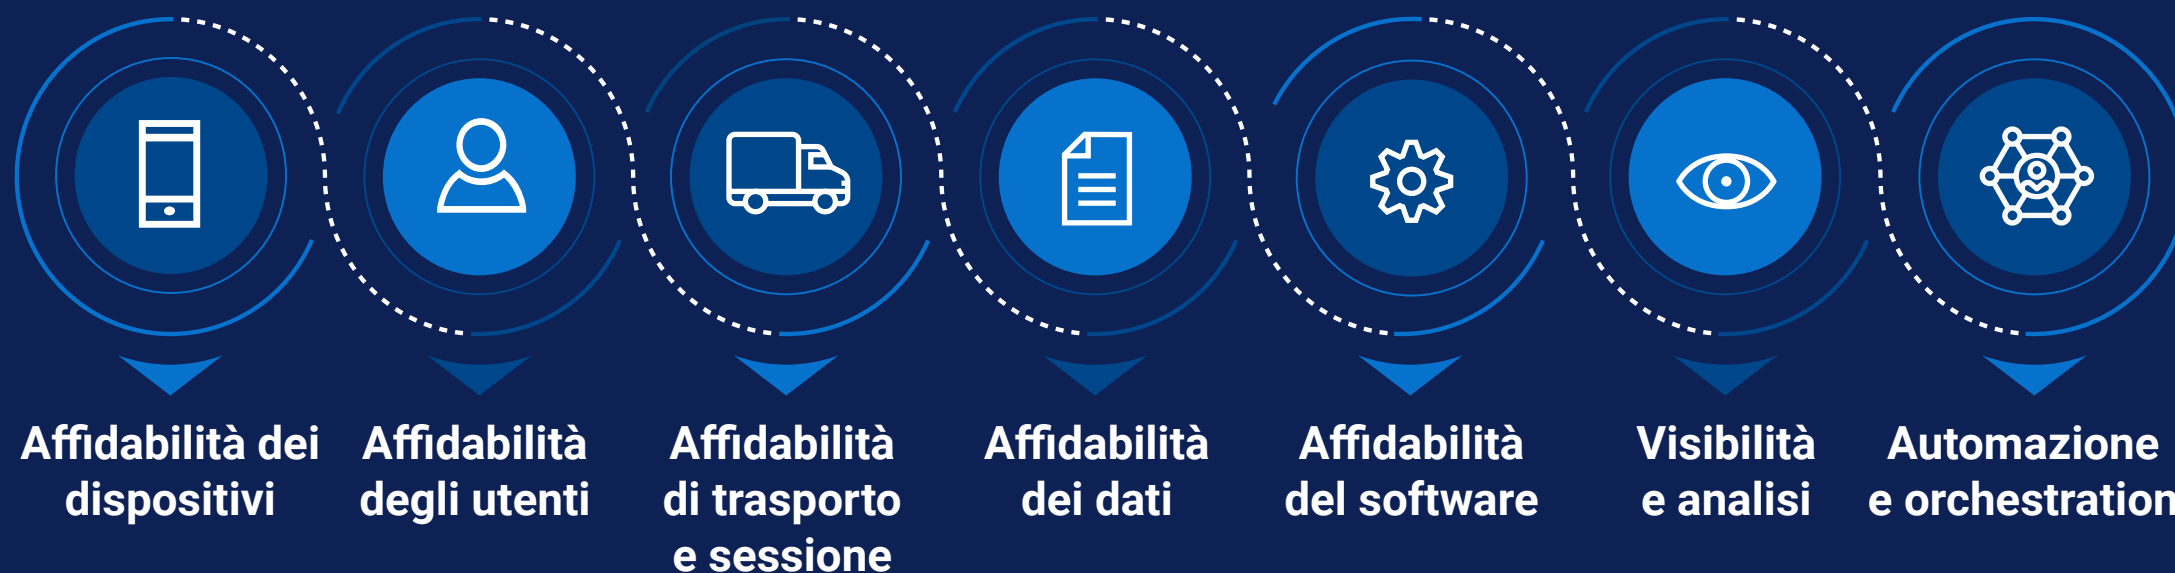 Affidabilità dei
dispositivi
Affidabilità
degli utenti
Affidabilità
di trasporto
e sessione
Affidabilità
dei dati
Affidabilità
del software
Visibilità
e analisi
Automazione
e orchestration